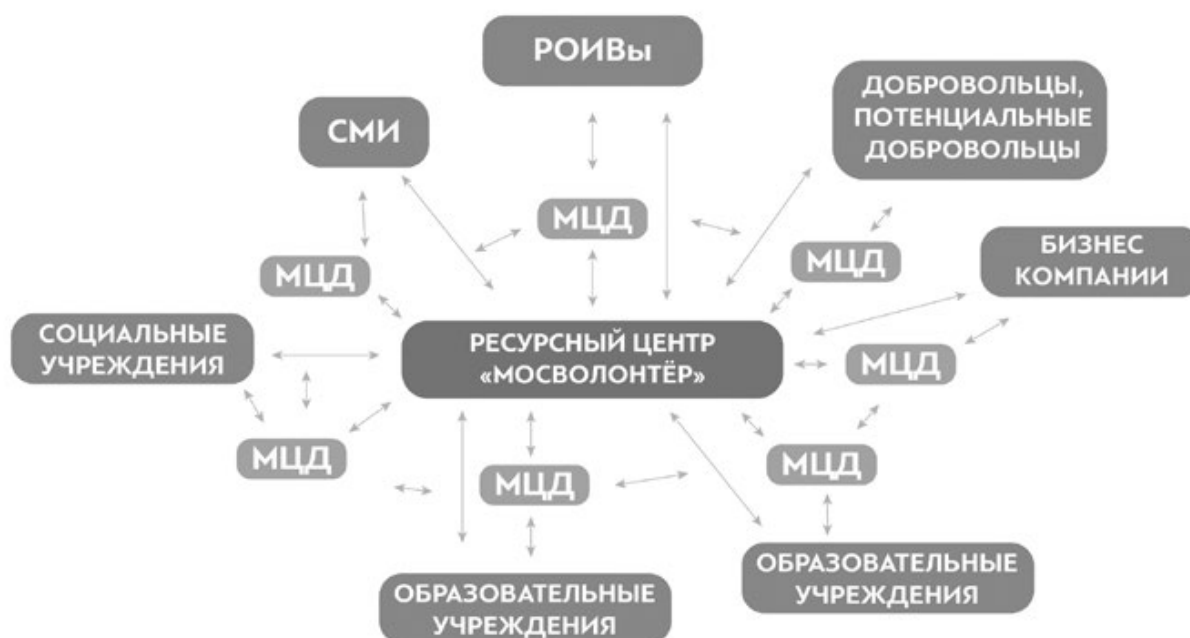 РОИВы
ДОБРОВОЛЬЦЫ,
ПОТЕНЦИАЛЬНЫЕ
ДОБРОВОЛЬЦЫ
СМИ
МЦД
БИЗНЕС
КОМПАНИИ
МЦД
МЦД
СОЦИАЛЬНЫЕ
УЧРЕЖДЕНИЯ
РЕСУРСНЫЙ ЦЕНТР
«МОСВОЛОНТЁР»
МЦД
МЦД
МЦД
МЦД
ОБРАЗОВАТЕЛЬНЫЕ
УЧРЕЖДЕНИЯ
ОБРАЗОВАТЕЛЬНЫЕ
УЧРЕЖДЕНИЯ